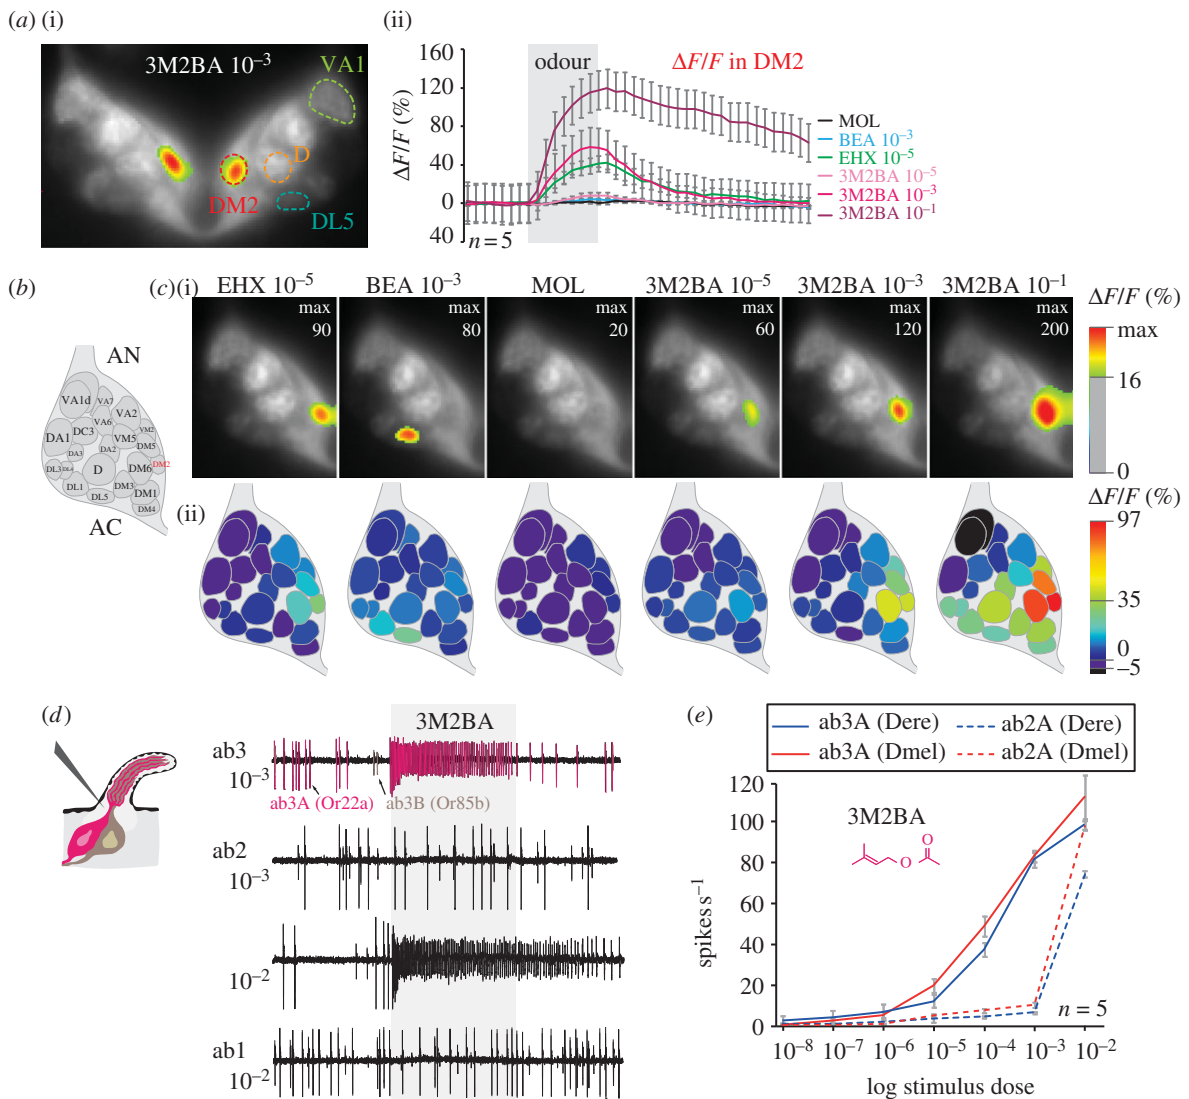 (a) (i)
3M2BA 10⁻³
VA1
D
DM2
DL5
(ii)
160
120
80
40
0
40
ΔF/F (%)
odour
ΔF/F in DM2
n = 5
MOL
BEA 10⁻³
EHX 10⁻⁵
3M2BA 10⁻⁵
3M2BA 10⁻³
3M2BA 10⁻¹
(b)
AN
VA1d
VA7
VA6
VA2
VM2
DA1
DC3
VM5
DM5
DA3
DA2
DL3
DL4
D
DM6
DM2
DL1
DL5
DM3
DM1
DM4
AC
(c) (i)
EHX 10⁻⁵
max
90
BEA 10⁻³
max
80
MOL
max
20
3M2BA 10⁻⁵
max
60
3M2BA 10⁻³
max
120
3M2BA 10⁻¹
max
200
ΔF/F (%)
max
16
0
(ii)
ΔF/F (%)
97
35
0
–5
(d)
3M2BA
ab3
10⁻³
ab3A (Or22a)
ab3B (Or85b)
ab2
10⁻³
10⁻²
ab1
10⁻²
(e)
ab3A (Dere)
ab2A (Dere)
ab3A (Dmel)
ab2A (Dmel)
120
100
80
60
40
20
0
spikes s⁻¹
3M2BA
O
O
n = 5
10⁻⁸ 10⁻⁷ 10⁻⁶ 10⁻⁵ 10⁻⁴ 10⁻³ 10⁻²
log stimulus dose